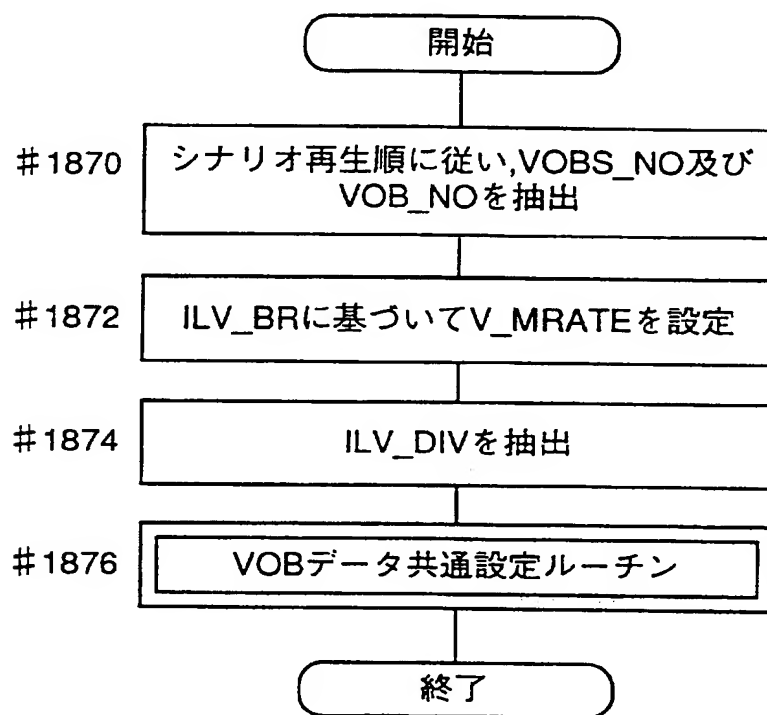 開始
#1870
シナリオ再生順に従い,VOBS_NO及び
VOB_NOを抽出
#1872
ILV_BRに基づいてV_MRATEを設定
#1874
ILV_DIVを抽出
#1876
VOBデータ共通設定ルーチン
終了